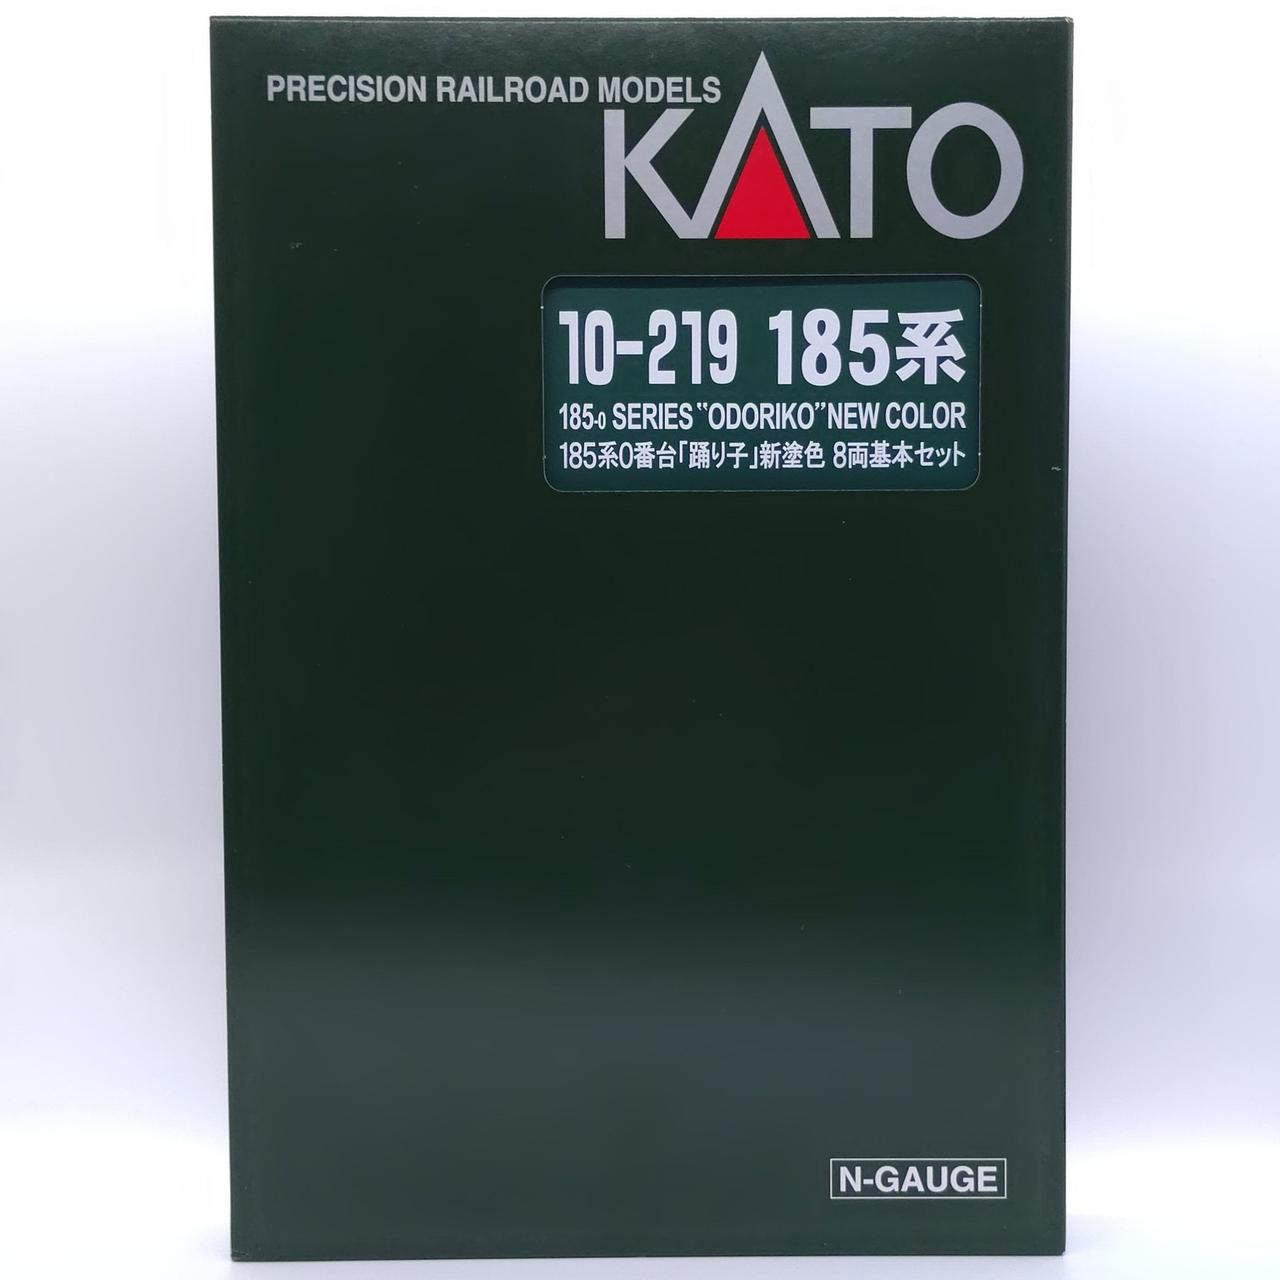 PRECISION RAILROAD MODELS
KATO
10-219 185系
185-0 SERIES “ODORIKO” NEW COLOR
185系0番台「踊り子」新塗色 8両基本セット
N-GAUGE